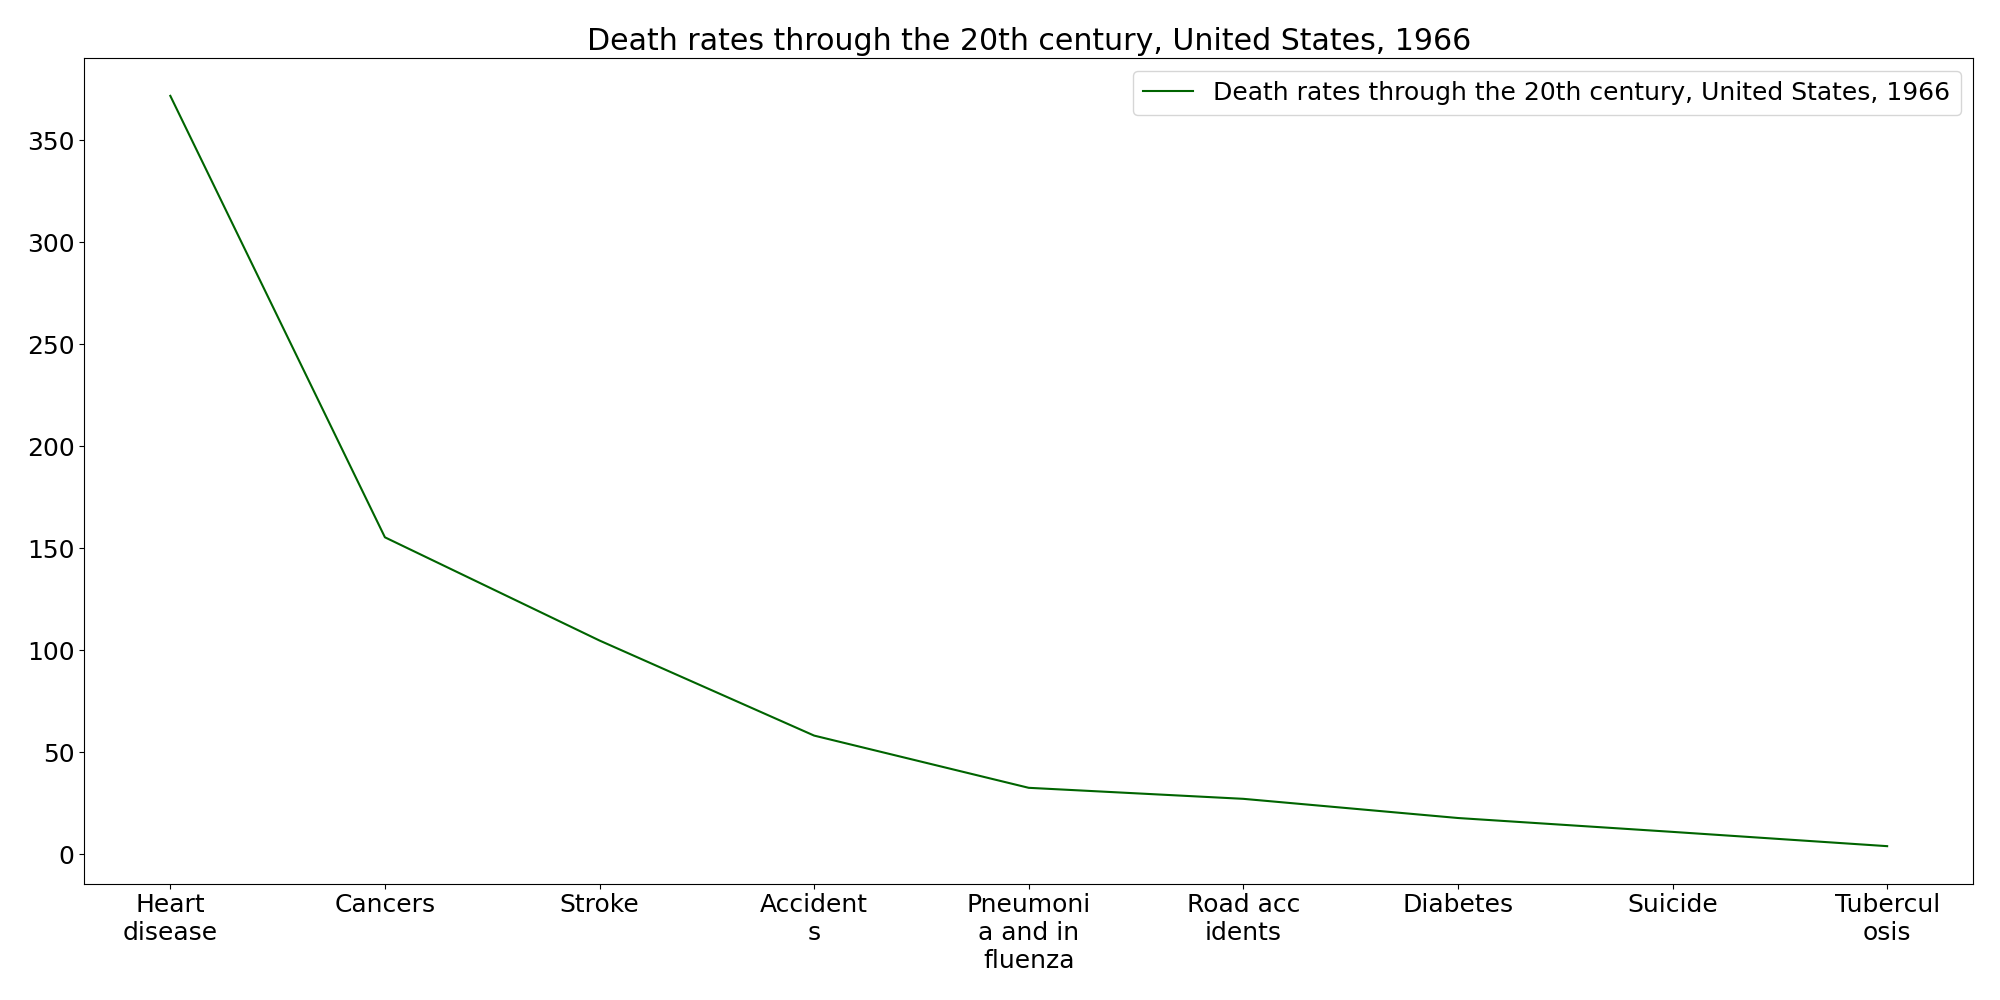 Death rates through the 20th century, United States, 1966
Death rates through the 20th century, United States, 1966
350
300
250
200
150
100
50
0
Heart
disease
Cancers
Stroke
Accident
s
Pneumoni
a and in
fluenza
Road acc
idents
Diabetes
Suicide
Tubercul
osis